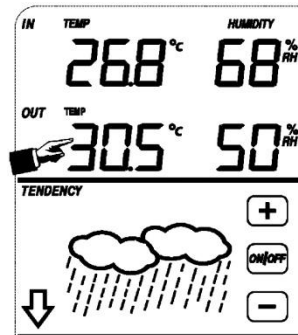 IN TEMP HUMIDITY
26.8 °C 68 % RH
OUT TEMP
30.5 °C 50 % RH
TENDENCY
+
ON/OFF
−